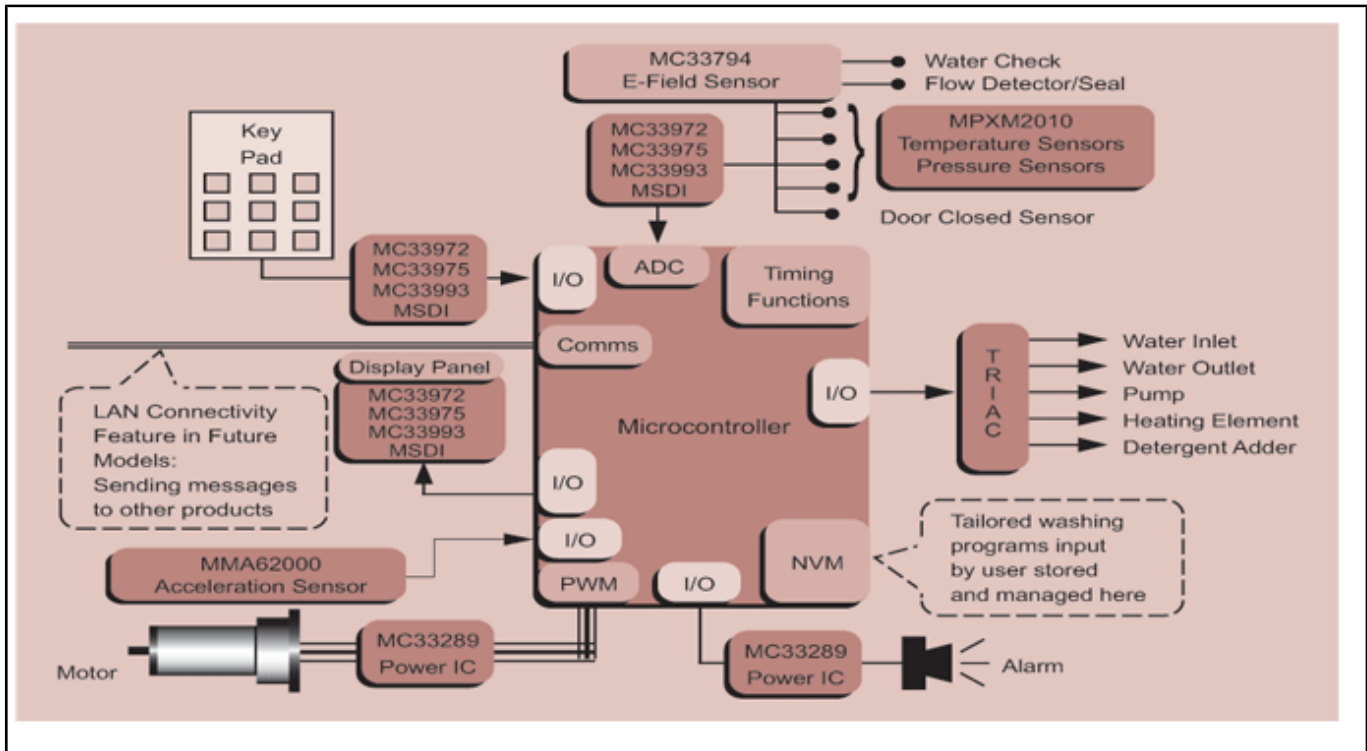 MC33794
E-Field Sensor
Water Check
Flow Detector/Seal
Key
Pad
MC33972
MC33975
MC33993
MSDI
MPXM2010
Temperature Sensors
Pressure Sensors
Door Closed Sensor
MC33972
MC33975
MC33993
MSDI
I/O
ADC
Timing
Functions
Comms
Display Panel
MC33972
MC33975
MC33993
MSDI
LAN Connectivity
Feature in Future
Models:
Sending messages
to other products
Microcontroller
I/O
TRIAC
Water Inlet
Water Outlet
Pump
Heating Element
Detergent Adder
I/O
I/O
MMA62000
Acceleration Sensor
PWM
I/O
NVM
Tailored washing
programs input
by user stored
and managed here
Motor
MC33289
Power IC
MC33289
Power IC
Alarm